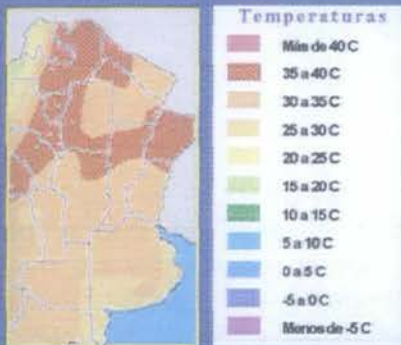 Temperaturas
Más de 40 C
35 a 40 C
30 a 35 C
25 a 30 C
20 a 25 C
15 a 20 C
10 a 15 C
5 a 10 C
0 a 5 C
-5 a 0 C
Menos de -5 C